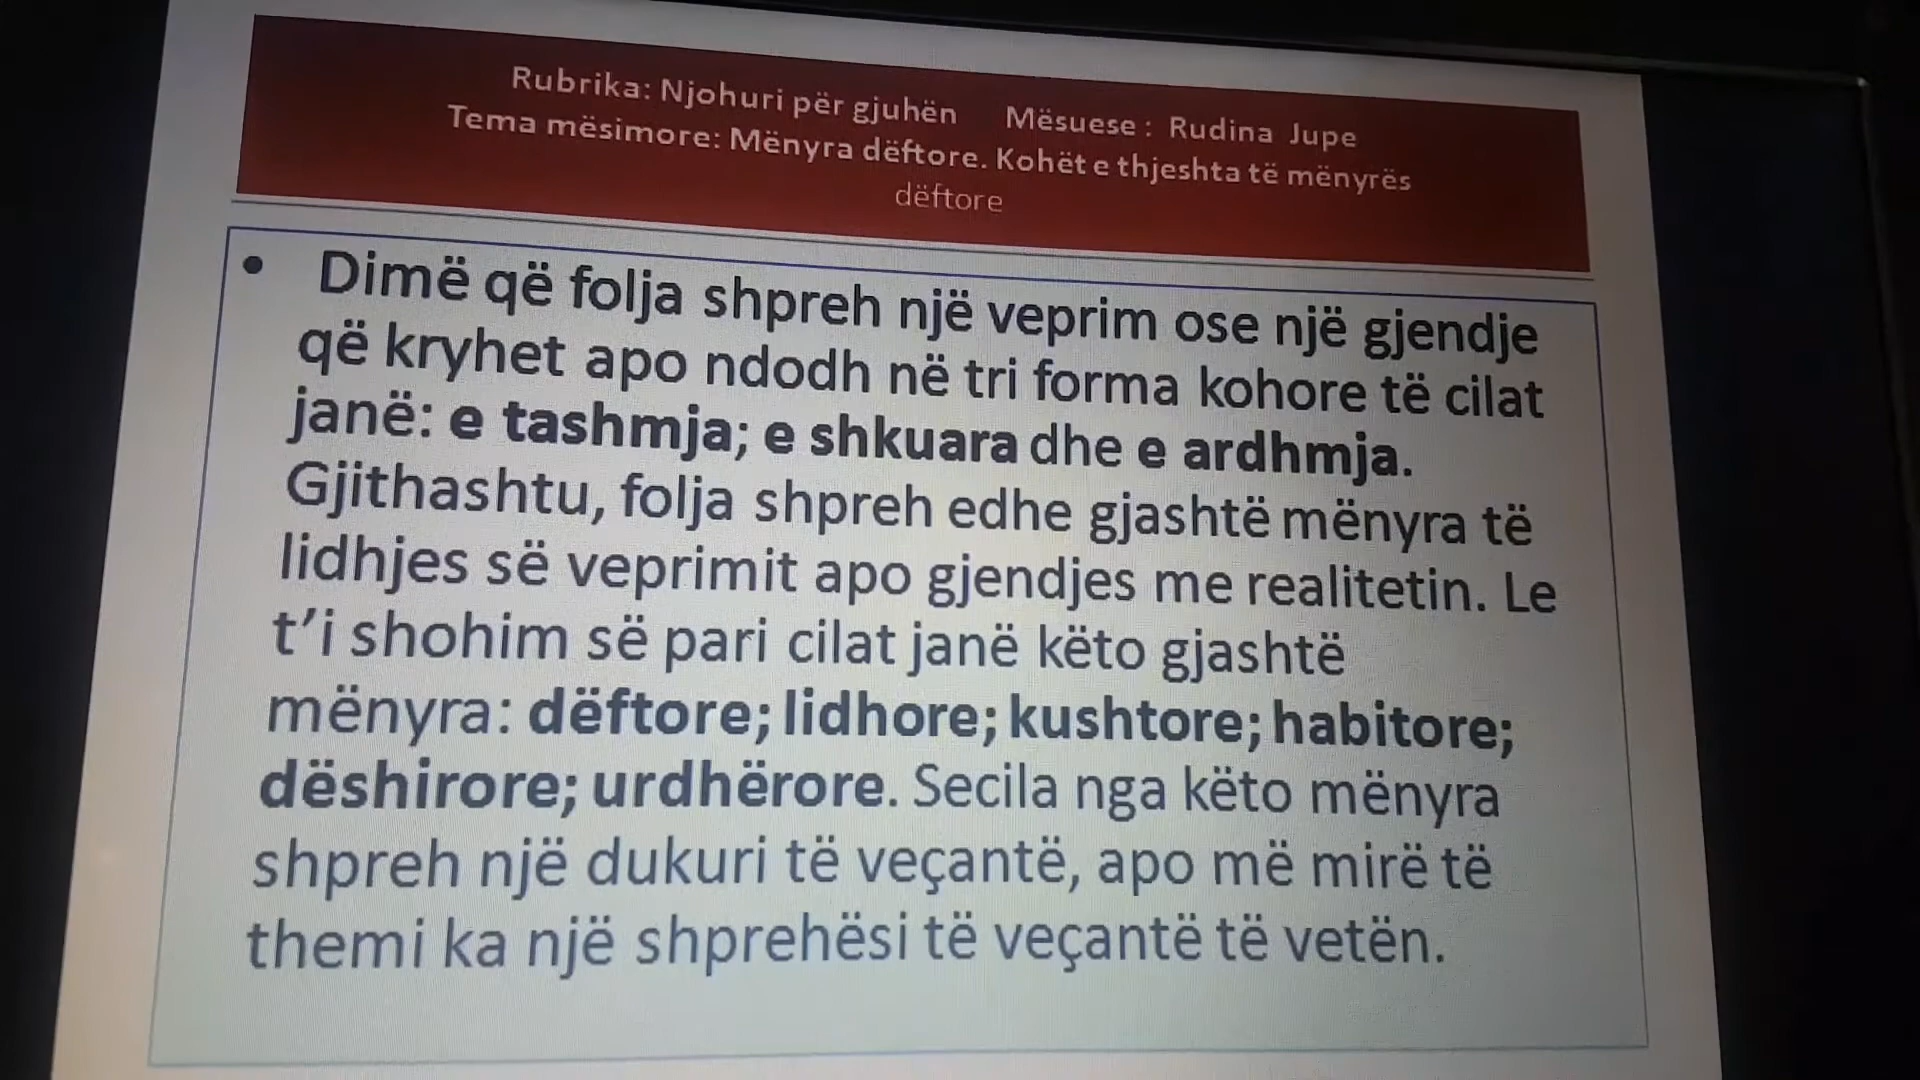 Rubrika: Njohuri për gjuhën Mësuese : Rudina Jupe
Tema mësimore: Mënyra dëftore. Kohët e thjeshta të mënyrës
dëftore
• Dimë që folja shpreh një veprim ose një gjendje
që kryhet apo ndodh në tri forma kohore të cilat
janë: e tashmja; e shkuara dhe e ardhmja.
Gjithashtu, folja shpreh edhe gjashtë mënyra të
lidhjes së veprimit apo gjendjes me realitetin. Le
t’i shohim së pari cilat janë këto gjashtë
mënyra: dëftore; lidhore; kushtore; habitore;
dëshirore; urdhërore. Secila nga këto mënyra
shpreh një dukuri të veçantë, apo më mirë të
themi ka një shprehësi të veçantë të vetën.